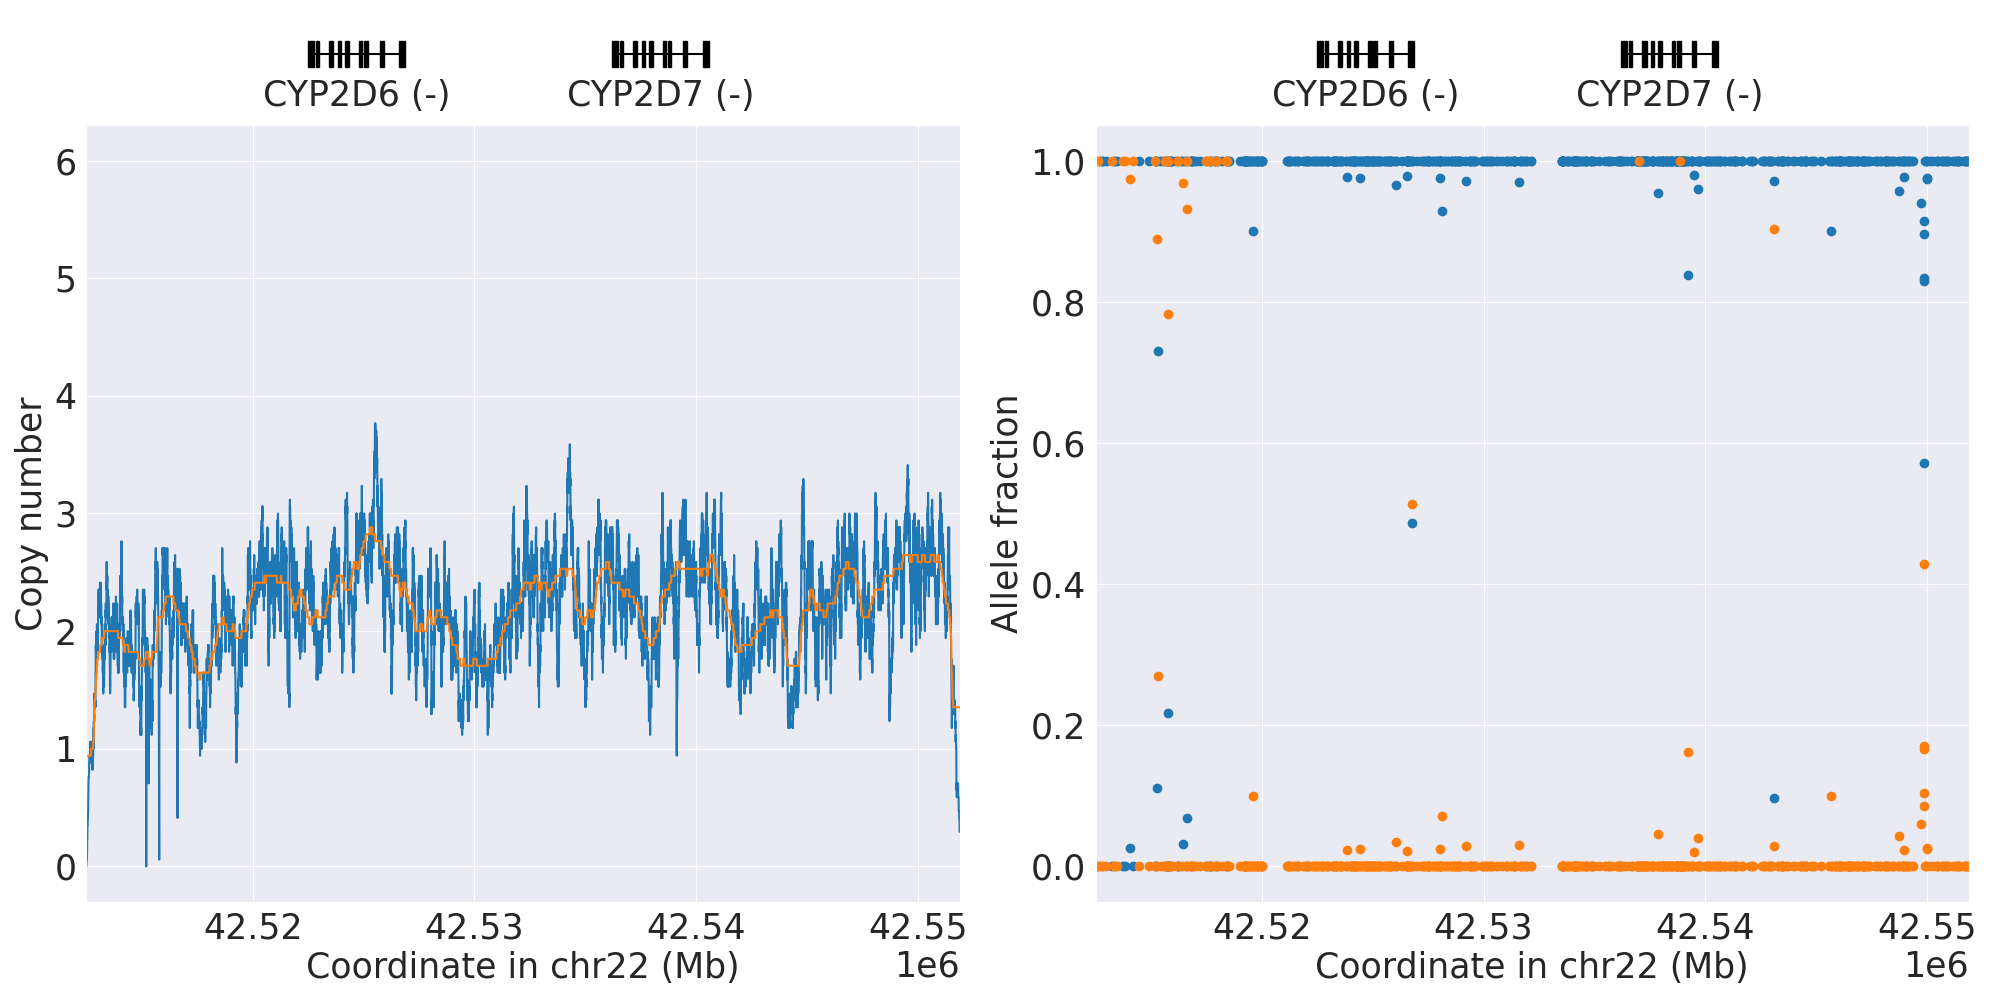 CYP2D6 (-) CYP2D7 (-)
6
5
4
3
2
1
0
Copy number
42.52 42.53 42.54 42.55
Coordinate in chr22 (Mb)
1e6
CYP2D6 (-) CYP2D7 (-)
1.0
0.8
0.6
0.4
0.2
0.0
Allele fraction
42.52 42.53 42.54 42.55
Coordinate in chr22 (Mb)
1e6